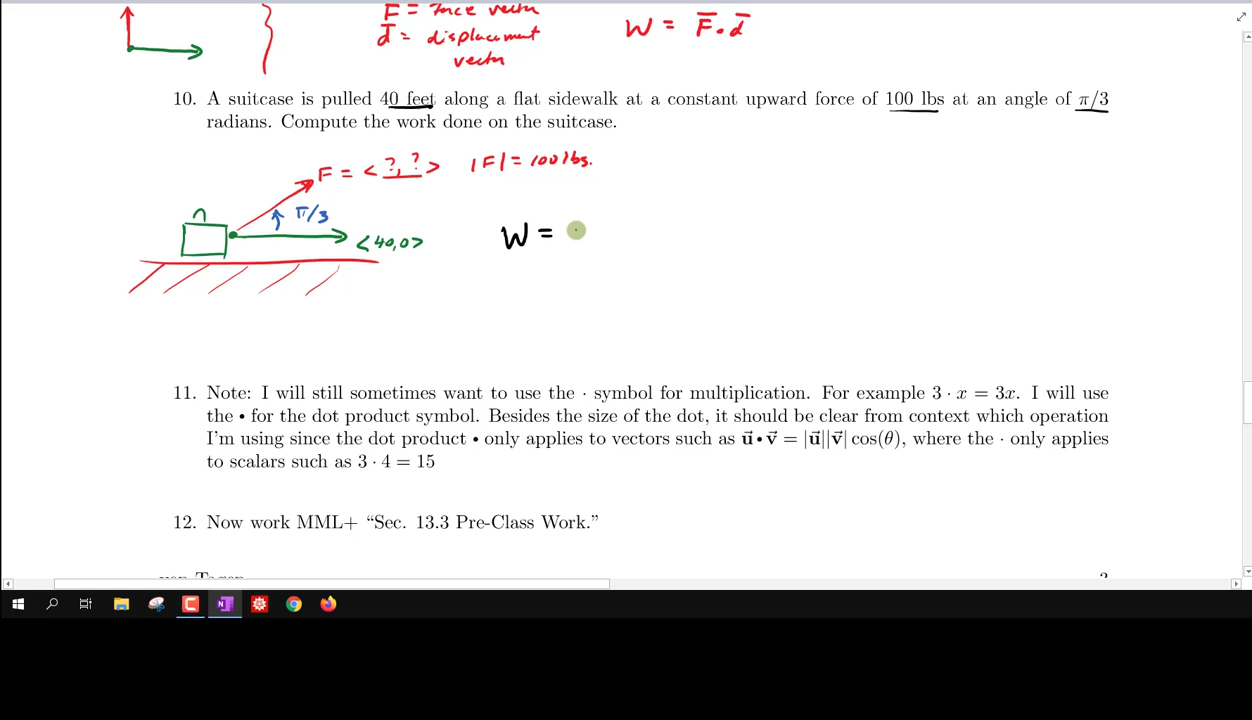 F = force vector
d̄ = displacement
vector
W = F̄ • d̄
10. A suitcase is pulled 40 feet along a flat sidewalk at a constant upward force of 100 lbs at an angle of π/3
radians. Compute the work done on the suitcase.
F = < ?, ? > |F| = 100 lbs.
π/3
<40,0>
W =
11. Note: I will still sometimes want to use the · symbol for multiplication. For example 3 · x = 3x. I will use
the • for the dot product symbol. Besides the size of the dot, it should be clear from context which operation
I'm using since the dot product • only applies to vectors such as u⃗ • v⃗ = |u⃗||v⃗| cos(θ), where the · only applies
to scalars such as 3 · 4 = 15
12. Now work MML+ “Sec. 13.3 Pre-Class Work.”